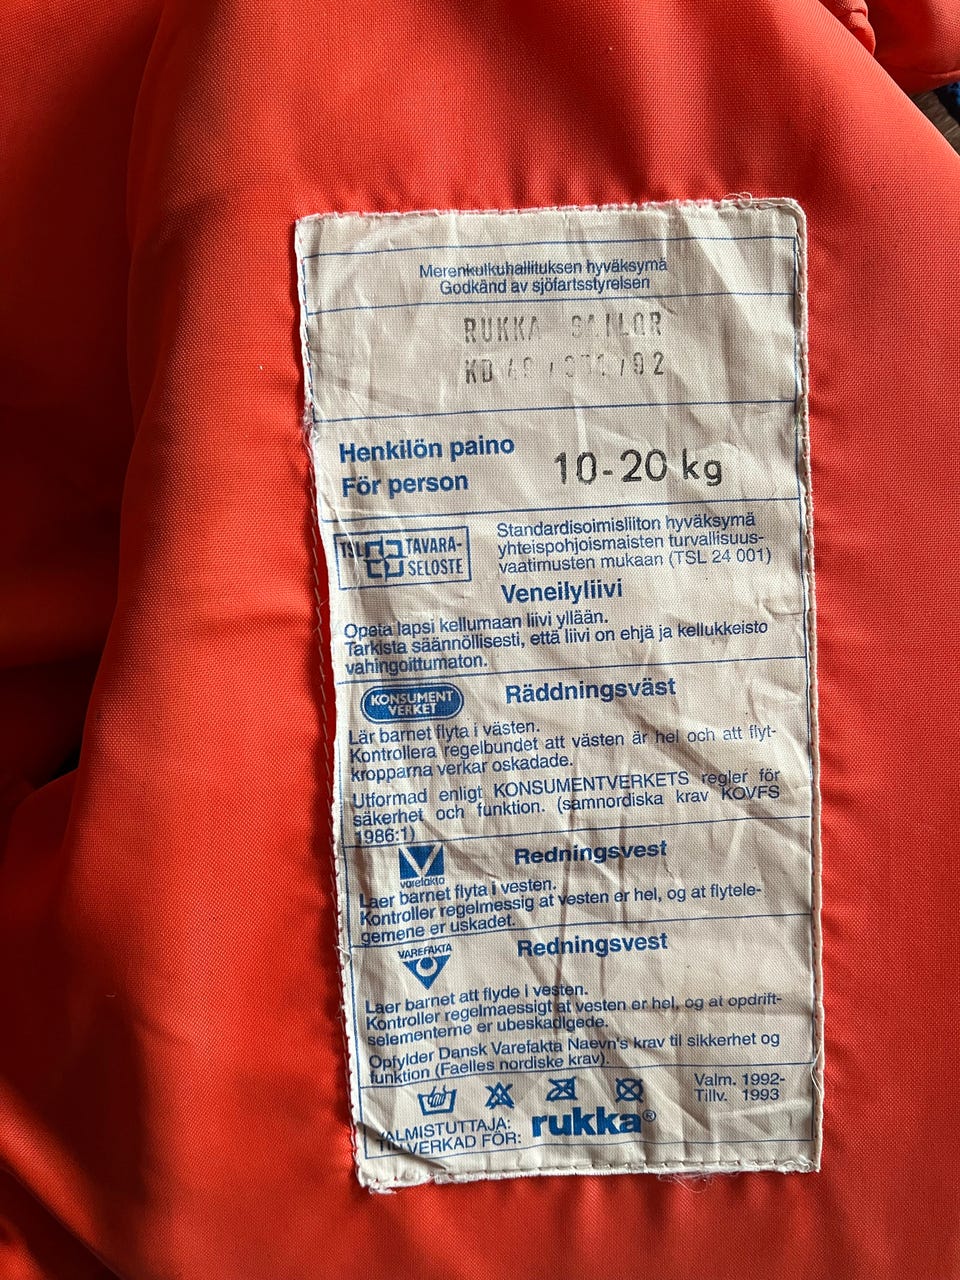 Merenkulkuhallituksen hyväksymä
Godkänd av sjöfartsstyrelsen
RUKKA SAILOR
KD
Henkilön paino
För person
10-20 kg
TSL TAVARA-
SELOSTE
Standardisoimisliiton hyväksymä
yhteispohjoismaisten turvallisuus-
vaatimusten mukaan (TSL 24 001)
Veneilyliivi
Opeta lapsi kellumaan liivi yllään.
Tarkista säännöllisesti, että liivi on ehjä ja kellukkeisto
vahingoittumaton.
KONSUMENT
VERKET
Räddningsväst
Lär barnet flyta i västen.
Kontrollera regelbundet att västen är hel och att flyt-
kropparna verkar oskadade.
Utformad enligt KONSUMENTVERKETS regler för
säkerhet och funktion. (samnordiska krav KOVFS
1986:1)
varefakta
Redningsvest
Laer barnet flyta i vesten.
Kontroller regelmessig at vesten er hel, og at flytele-
gemene er uskadet.
VAREFAKTA
Redningsvest
Laer barnet att flyde i vesten.
Kontroller regelmaessigt at vesten er hel, og at opdrift-
selementerne er ubeskadlgede.
Opfylder Dansk Varefakta Naevn's krav til sikkerhet og
funktion (Faelles nordiske krav).
Valm. 1992-
Tillv. 1993
VALMISTUTTAJA:
TILLVERKAD FÖR:
rukka®